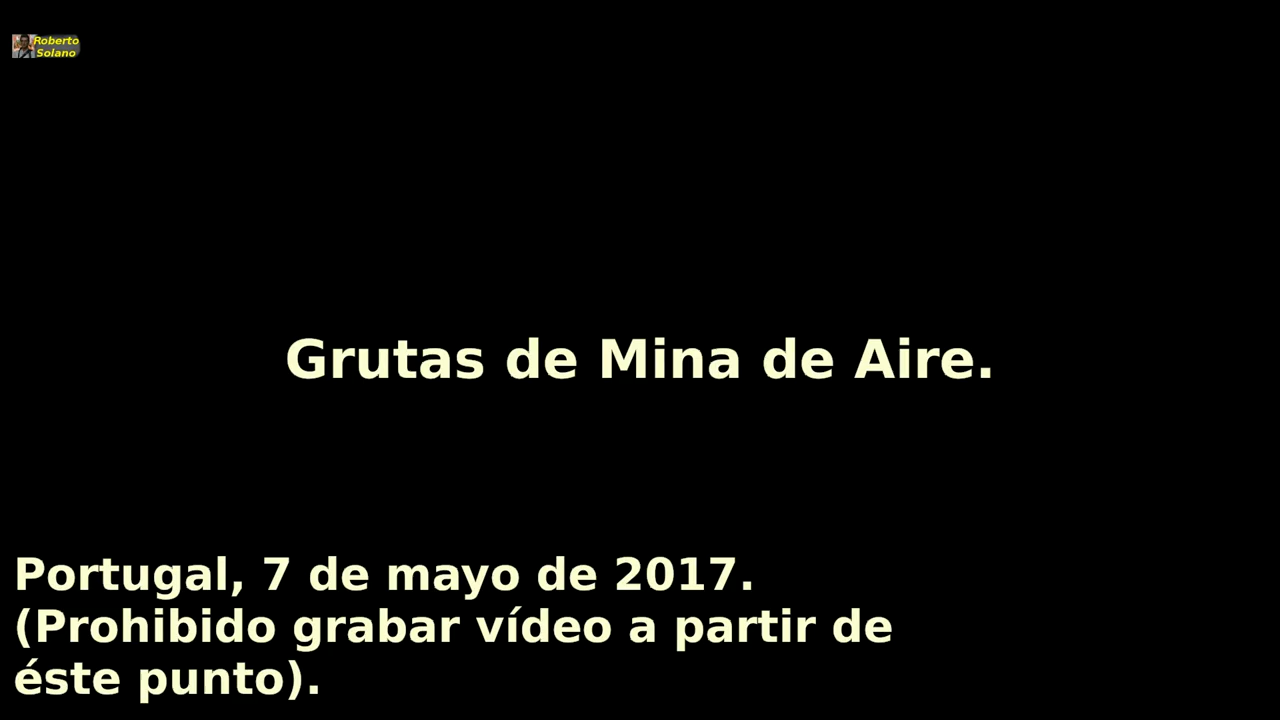 Roberto
Solano
Grutas de Mina de Aire.
Portugal, 7 de mayo de 2017.
(Prohibido grabar vídeo a partir de
éste punto).